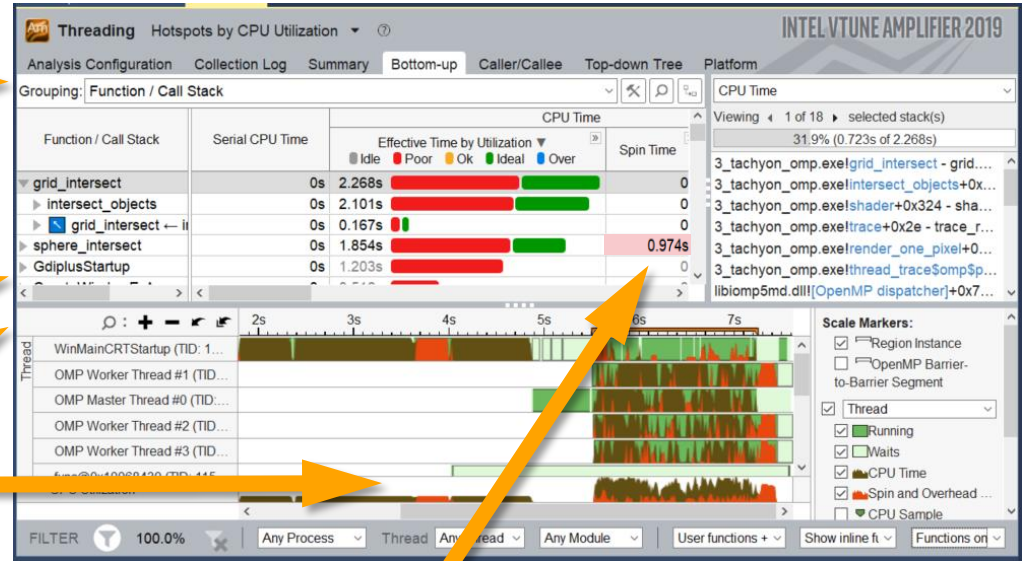 Threading Hotspots by CPU Utilization
INTEL VTUNE AMPLIFIER 2019
Analysis Configuration Collection Log Summary Bottom-up Caller/Callee Top-down Tree Platform
Grouping: Function / Call Stack
CPU Time
Function / Call Stack
Serial CPU Time
CPU Time
Effective Time by Utilization
Idle Poor Ok Ideal Over
Spin Time
Viewing 1 of 18 selected stack(s)
31.9% (0.723s of 2.268s)
grid_intersect 0s 2.268s 0
intersect_objects 0s 2.101s 0
grid_intersect ← 0s 0.167s 0
sphere_intersect 0s 1.854s 0.974s
GdiplusStartup 0s 1.203s 0
3_tachyon_omp.exe!grid_intersect - grid....
3_tachyon_omp.exe!intersect_objects+0x...
3_tachyon_omp.exe!shader+0x324 - sha...
3_tachyon_omp.exe!trace+0x2e - trace_r...
3_tachyon_omp.exe!render_one_pixel+0...
3_tachyon_omp.exe!thread_trace$omp$p...
libiomp5md.dll![OpenMP dispatcher]+0x7...
2s 3s 4s 5s 6s 7s
Thread
WinMainCRTStartup (TID: 1...
OMP Worker Thread #1 (TID...
OMP Master Thread #0 (TID:...
OMP Worker Thread #2 (TID...
OMP Worker Thread #3 (TID...
Scale Markers:
Region Instance
OpenMP Barrier-
to-Barrier Segment
Thread
Running
Waits
CPU Time
Spin and Overhead ...
CPU Sample
FILTER 100.0% Any Process Thread Any Thread Any Module User functions + Show inline fu Functions on